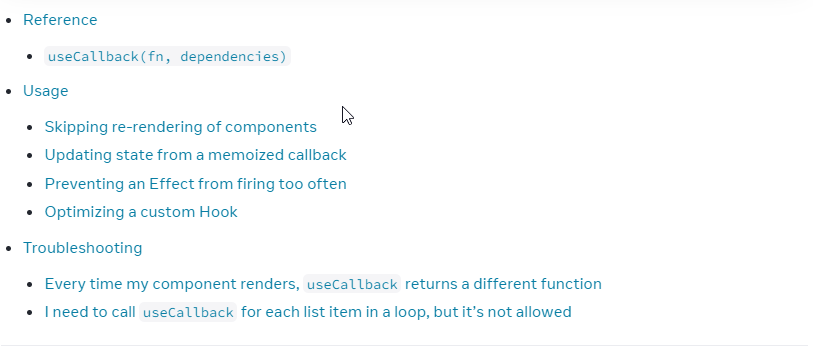 Reference
useCallback(fn, dependencies)
Usage
Skipping re-rendering of components
Updating state from a memoized callback
Preventing an Effect from firing too often
Optimizing a custom Hook
Troubleshooting
Every time my component renders, useCallback returns a different function
I need to call useCallback for each list item in a loop, but it's not allowed